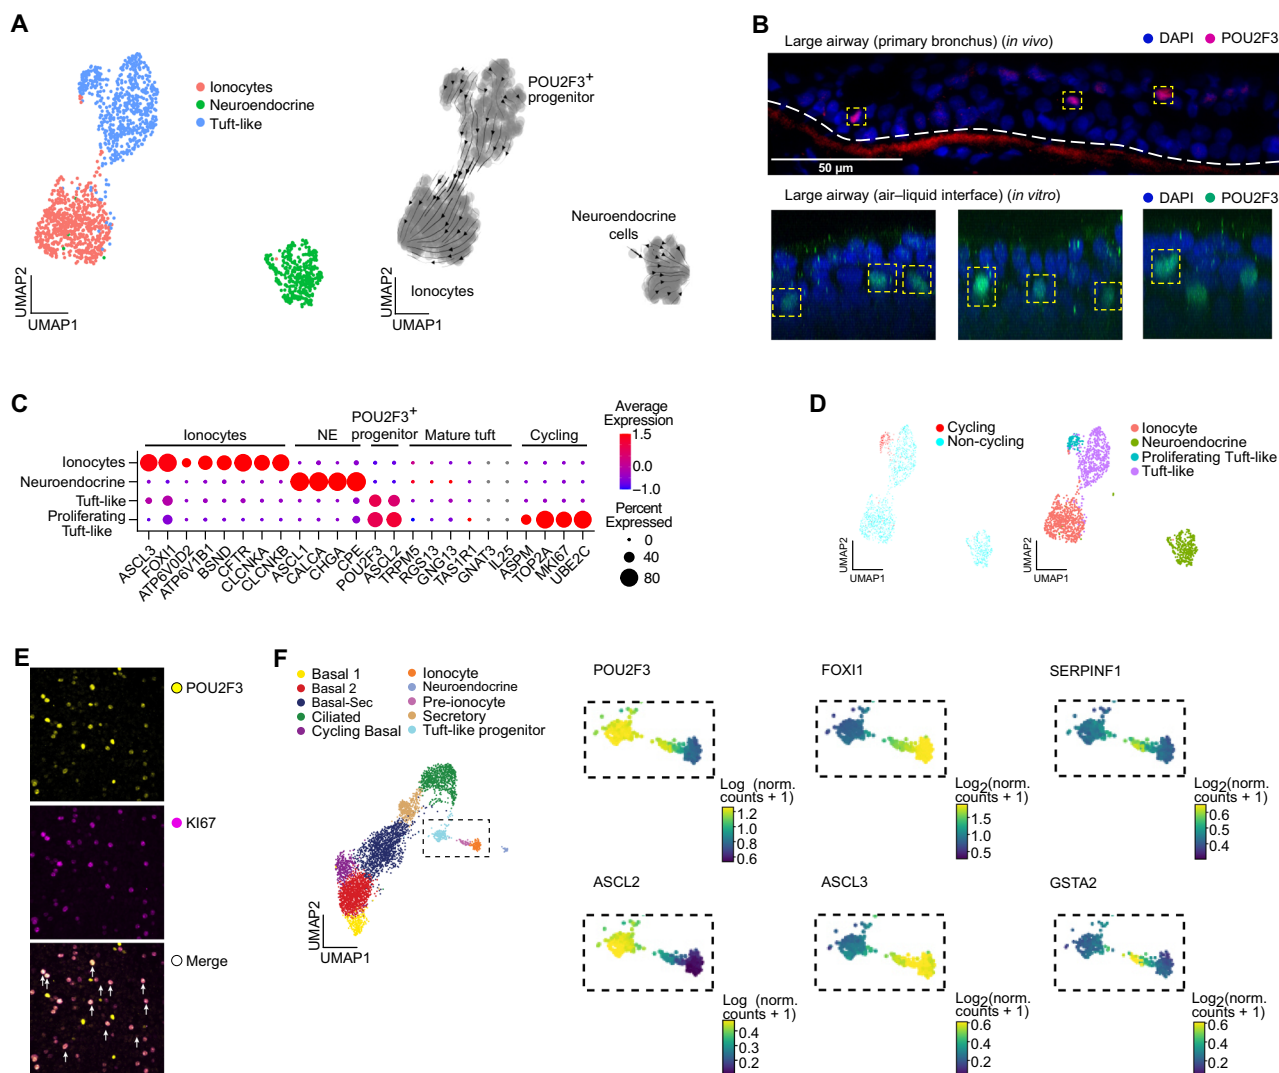 A
Ionocytes
Neuroendocrine
Tuft-like
UMAP2
UMAP1
POU2F3+
progenitor
Neuroendocrine
cells
Ionocytes
UMAP2
UMAP1
B
Large airway (primary bronchus) (in vivo)
DAPI
POU2F3
50 µm
Large airway (air–liquid interface) (in vitro)
DAPI
POU2F3
C
Ionocytes
NE
POU2F3+
progenitor
Mature tuft
Cycling
Ionocytes
Neuroendocrine
Tuft-like
Proliferating
Tuft-like
ASCL3
FOXI1
ATP6V0D2
ATP6V1B1
BSND
CFTR
CLCNKA
CLCNKB
ASCL1
CALCA
CHGA
CPE
POU2F3
ASCL2
TRPM5
RGS13
GNG13
TAS1R1
GNAT3
IL25
ASPM
TOP2A
MKI67
UBE2C
Average
Expression
1.5
0.0
−1.0
Percent
Expressed
0
40
80
D
Cycling
Non-cycling
UMAP2
UMAP1
Ionocyte
Neuroendocrine
Proliferating Tuft-like
Tuft-like
UMAP2
UMAP1
E
POU2F3
KI67
Merge
F
Basal 1
Basal 2
Basal-Sec
Ciliated
Cycling Basal
Ionocyte
Neuroendocrine
Pre-ionocyte
Secretory
Tuft-like progenitor
UMAP2
UMAP1
POU2F3
Log (norm.
counts + 1)
1.2
1.0
0.8
0.6
FOXI1
Log2(norm.
counts + 1)
1.5
1.0
0.5
SERPINF1
Log2(norm.
counts + 1)
0.6
0.5
0.4
ASCL2
Log (norm.
counts + 1)
0.4
0.3
0.2
ASCL3
Log2(norm.
counts + 1)
0.6
0.4
0.2
GSTA2
Log2(norm.
counts + 1)
0.6
0.4
0.2